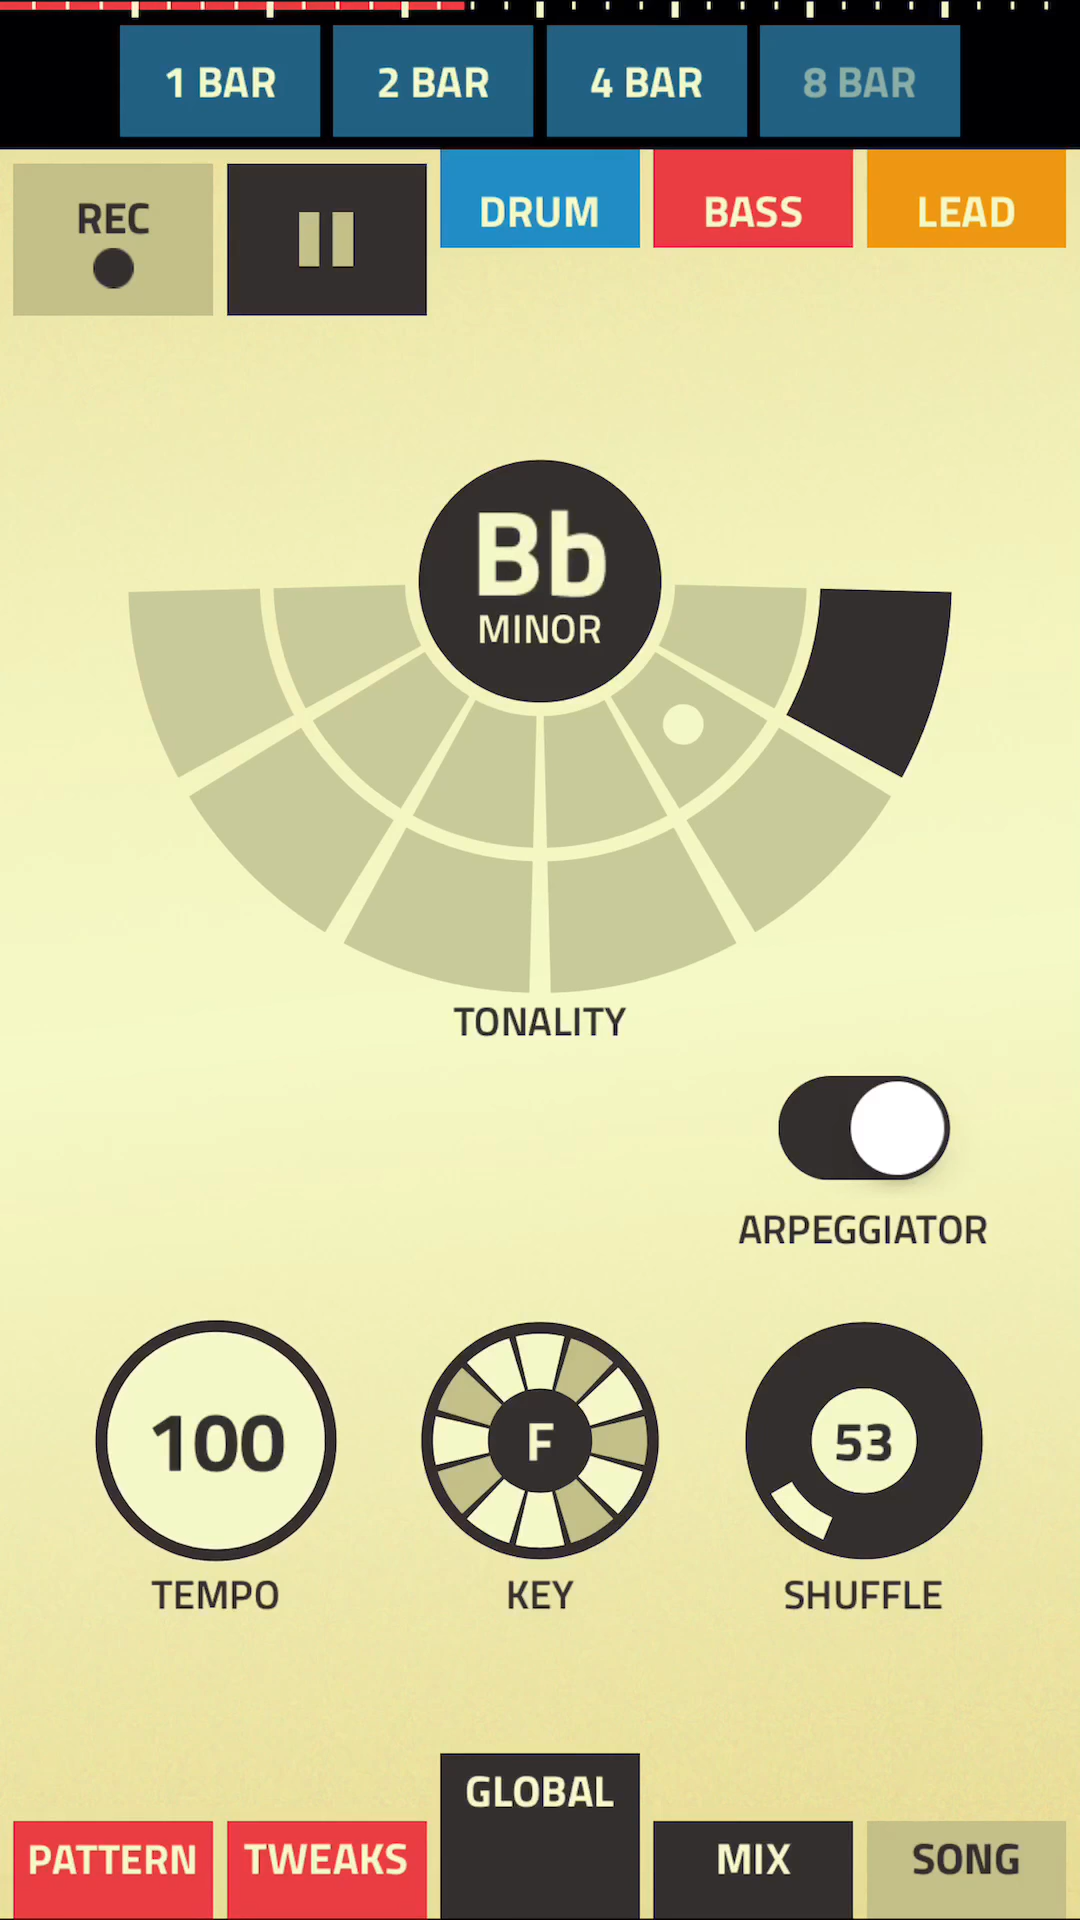 1 BAR
2 BAR
4 BAR
8 BAR
REC
DRUM
BASS
LEAD
Bb
MINOR
TONALITY
ARPEGGIATOR
100
F
53
TEMPO
KEY
SHUFFLE
GLOBAL
PATTERN
TWEAKS
MIX
SONG